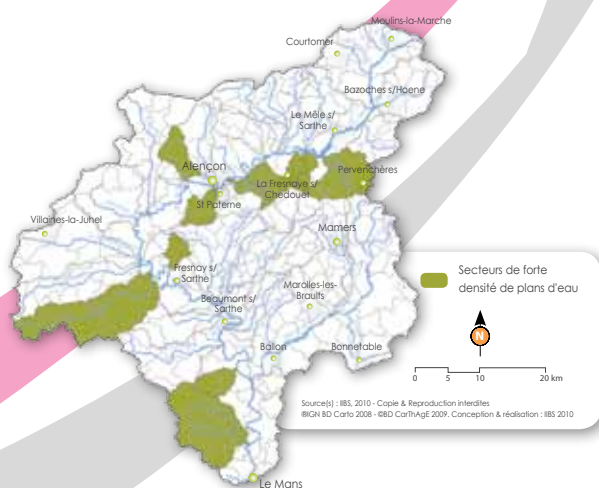 Moulins-la-Marche
Courtomer
Bazoches s/Hoene
Le Mêle s/
Sarthe
Alençon
Pervenchères
La Fresnaye s/
Chedouet
St Paterne
Villaines-la-Juhel
Mamers
Fresnay s/
Sarthe
Marolles-les-
Braults
Beaumont s/
Sarthe
Ballon
Bonnetable
Le Mans
Secteurs de forte
densité de plans d'eau
N
0 5 10 20 km
Source(s) : IIBS, 2010 - Copie & Reproduction interdites
®IGN BD Carto 2008 - ©BD CarThAgE 2009. Conception & réalisation : IIBS 2010